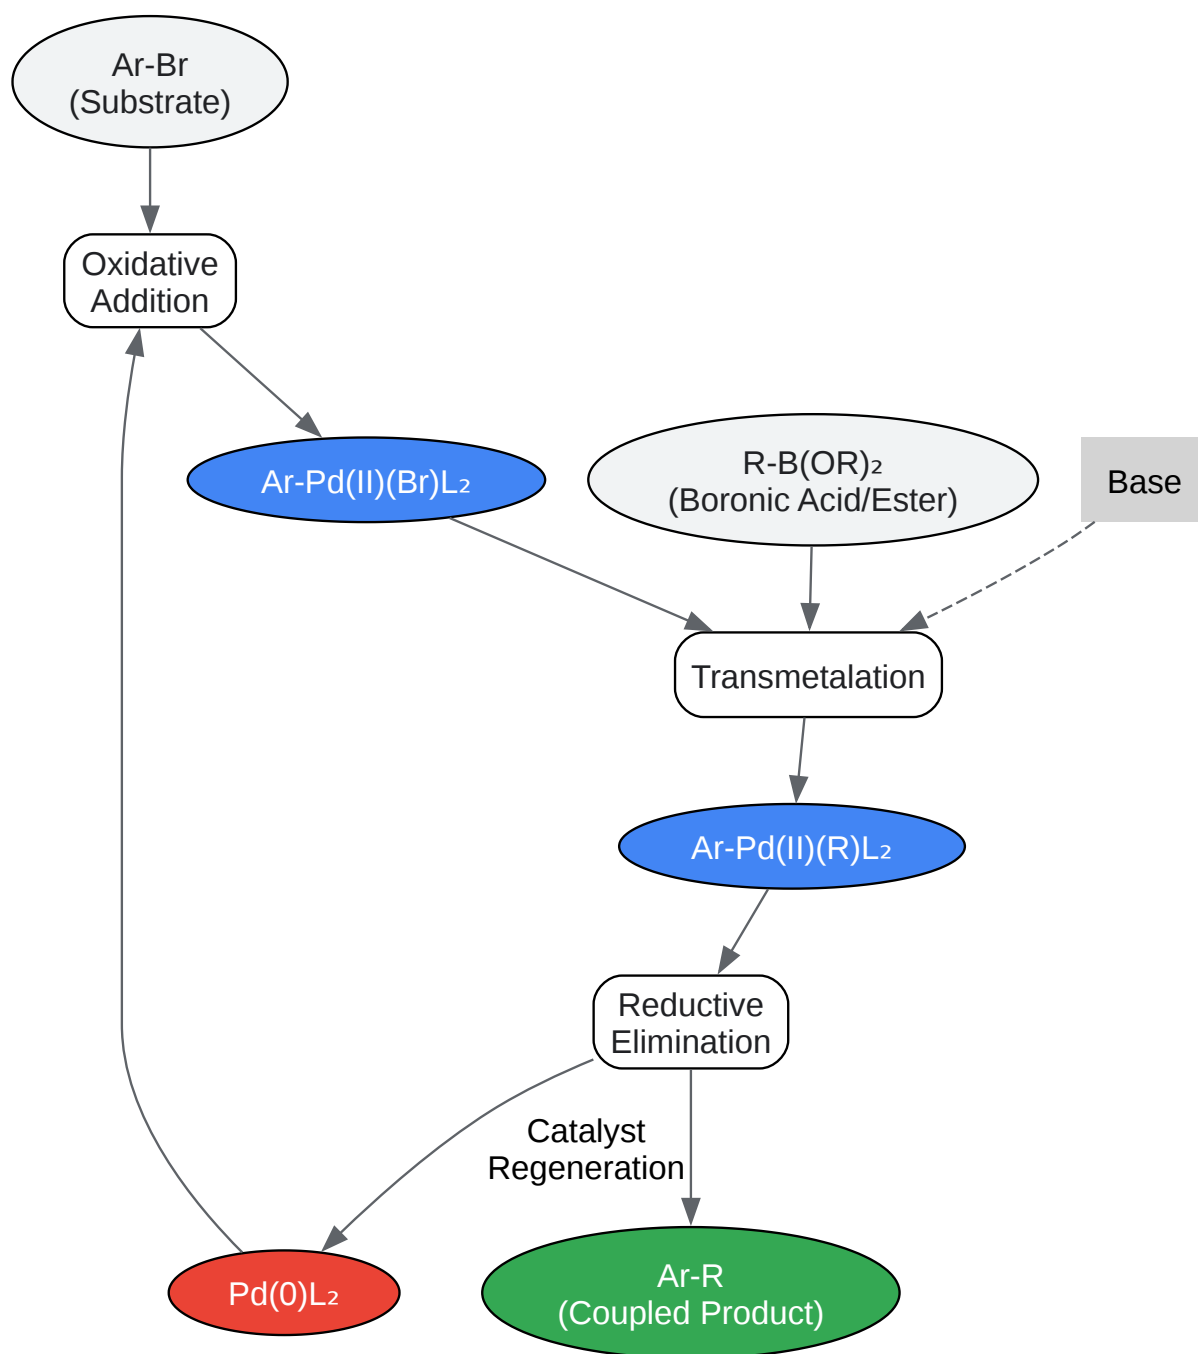 Ar-Br
(Substrate)
Oxidative
Addition
Ar-Pd(II)(Br)L₂
R-B(OR)₂
(Boronic Acid/Ester)
Base
Transmetalation
Ar-Pd(II)(R)L₂
Reductive
Elimination
Catalyst
Regeneration
Pd(0)L₂
Ar-R
(Coupled Product)